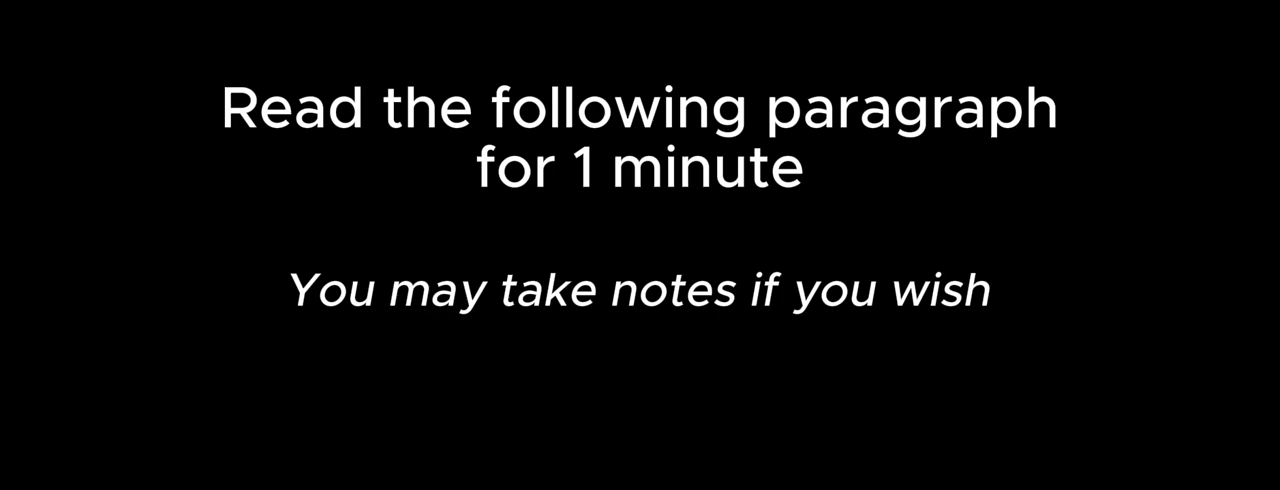 Read the following paragraph
for 1 minute
You may take notes if you wish